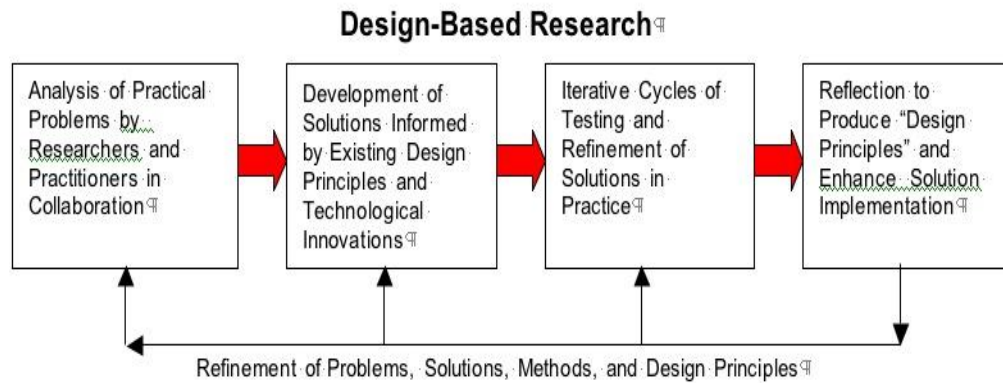 Design-Based Research¶
Analysis of Practical
Problems by
Researchers and
Practitioners in
Collaboration¶
Development of
Solutions Informed
by Existing Design
Principles and
Technological
Innovations¶
Iterative Cycles of
Testing and
Refinement of
Solutions in
Practice¶
Reflection to
Produce “Design
Principles” and
Enhance Solution
Implementation¶
Refinement of Problems, Solutions, Methods, and Design Principles¶